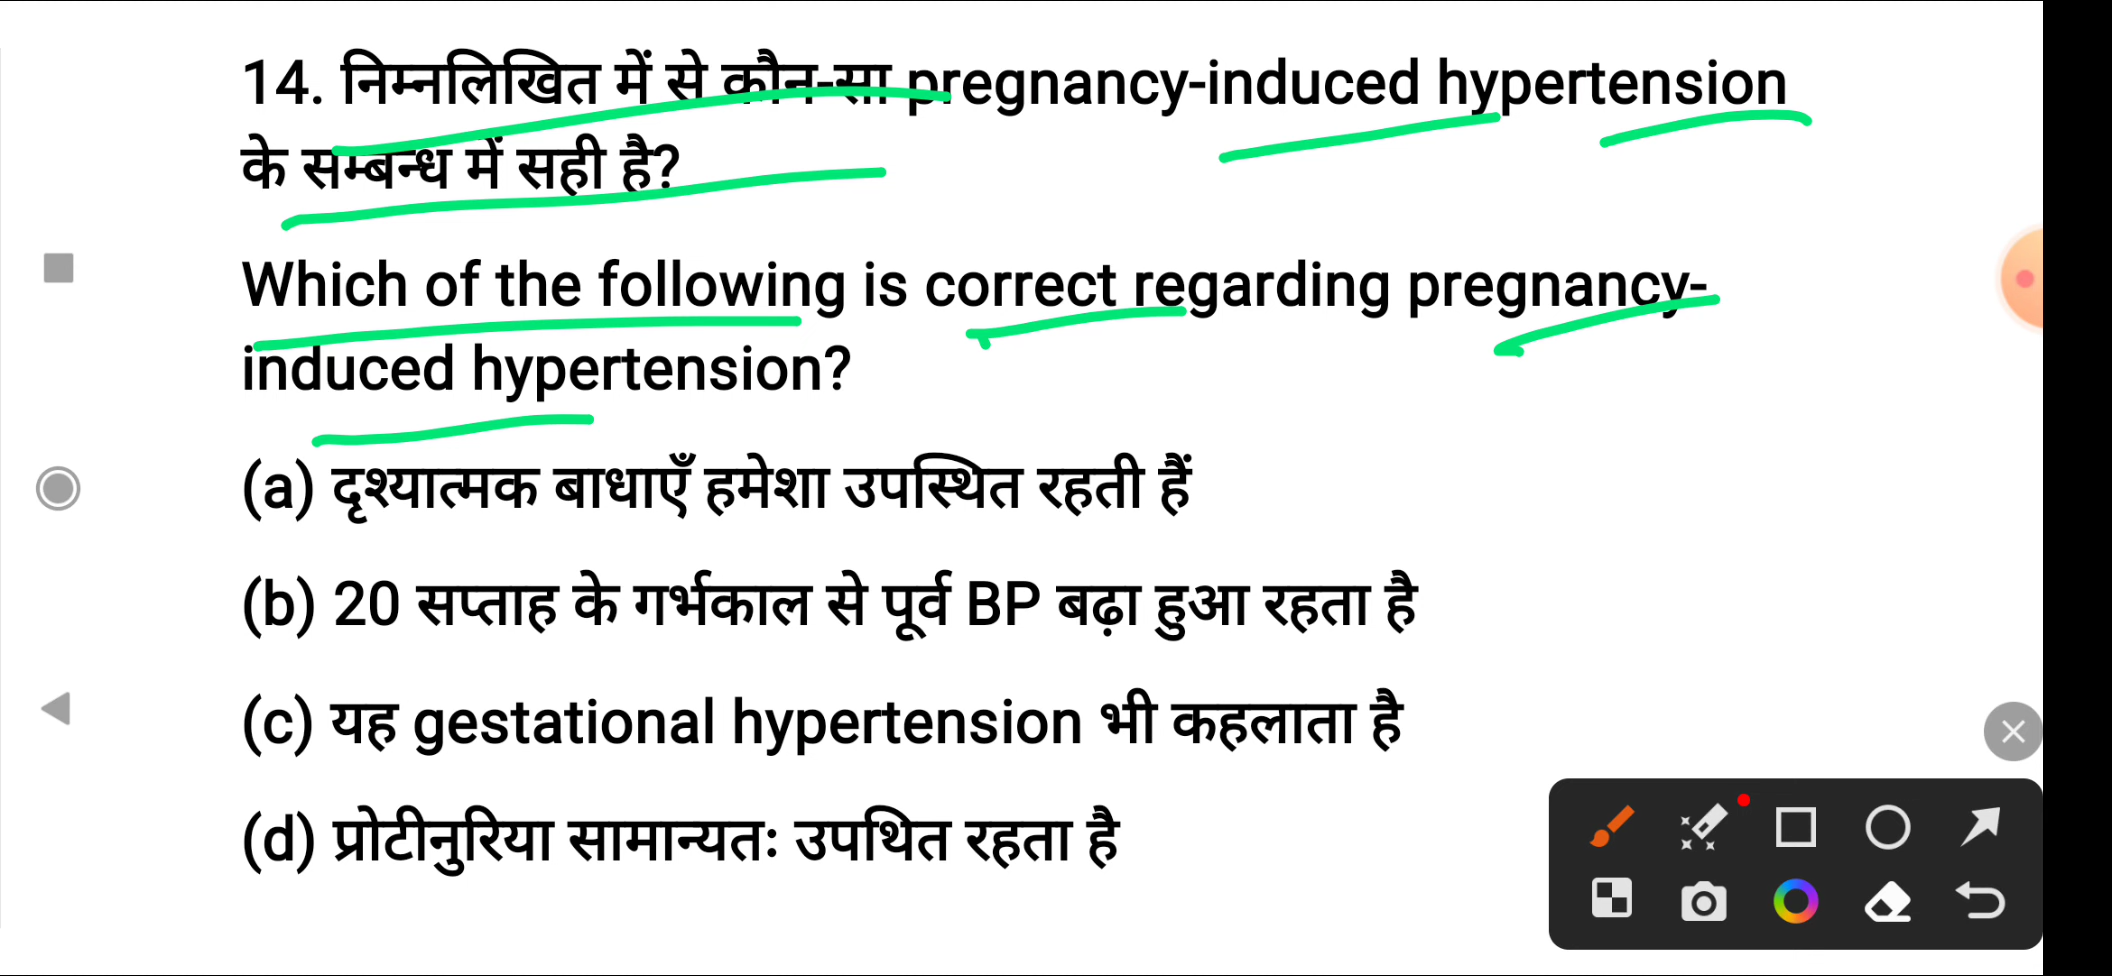 14. निम्नलिखित में से कौन-सा pregnancy-induced hypertension
के सम्बन्ध में सही है?
Which of the following is correct regarding pregnancy-
induced hypertension?
(a) दृश्यात्मक बाधाएँ हमेशा उपस्थित रहती हैं
(b) 20 सप्ताह के गर्भकाल से पूर्व BP बढ़ा हुआ रहता है
(c) यह gestational hypertension भी कहलाता है
(d) प्रोटीनुरिया सामान्यतः उपथित रहता है